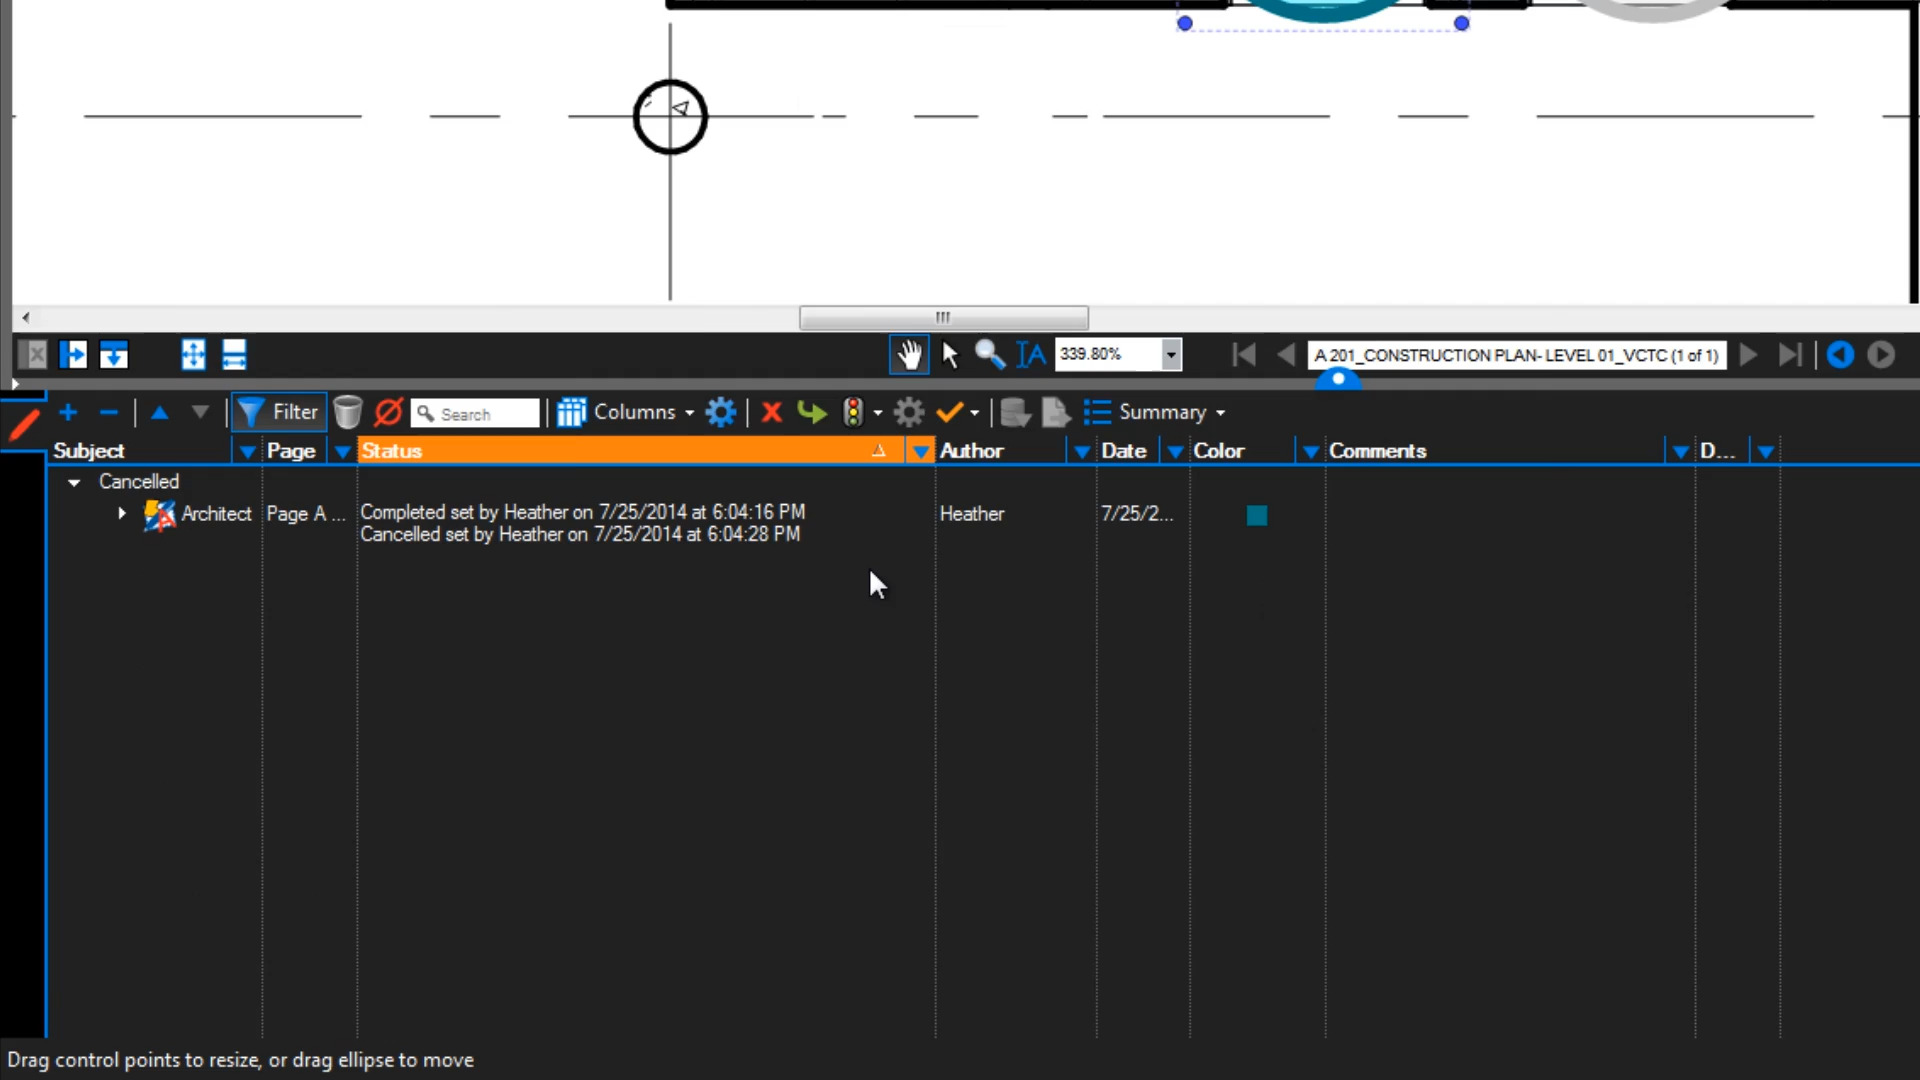 339.80%
A 201_CONSTRUCTION PLAN- LEVEL 01_VCTC (1 of 1)
Filter
Search
Columns
Summary
Subject Page Status Author Date Color Comments D...
Cancelled
Architect Page A ... Completed set by Heather on 7/25/2014 at 6:04:16 PM Heather 7/25/2...
Cancelled set by Heather on 7/25/2014 at 6:04:28 PM
Drag control points to resize, or drag ellipse to move